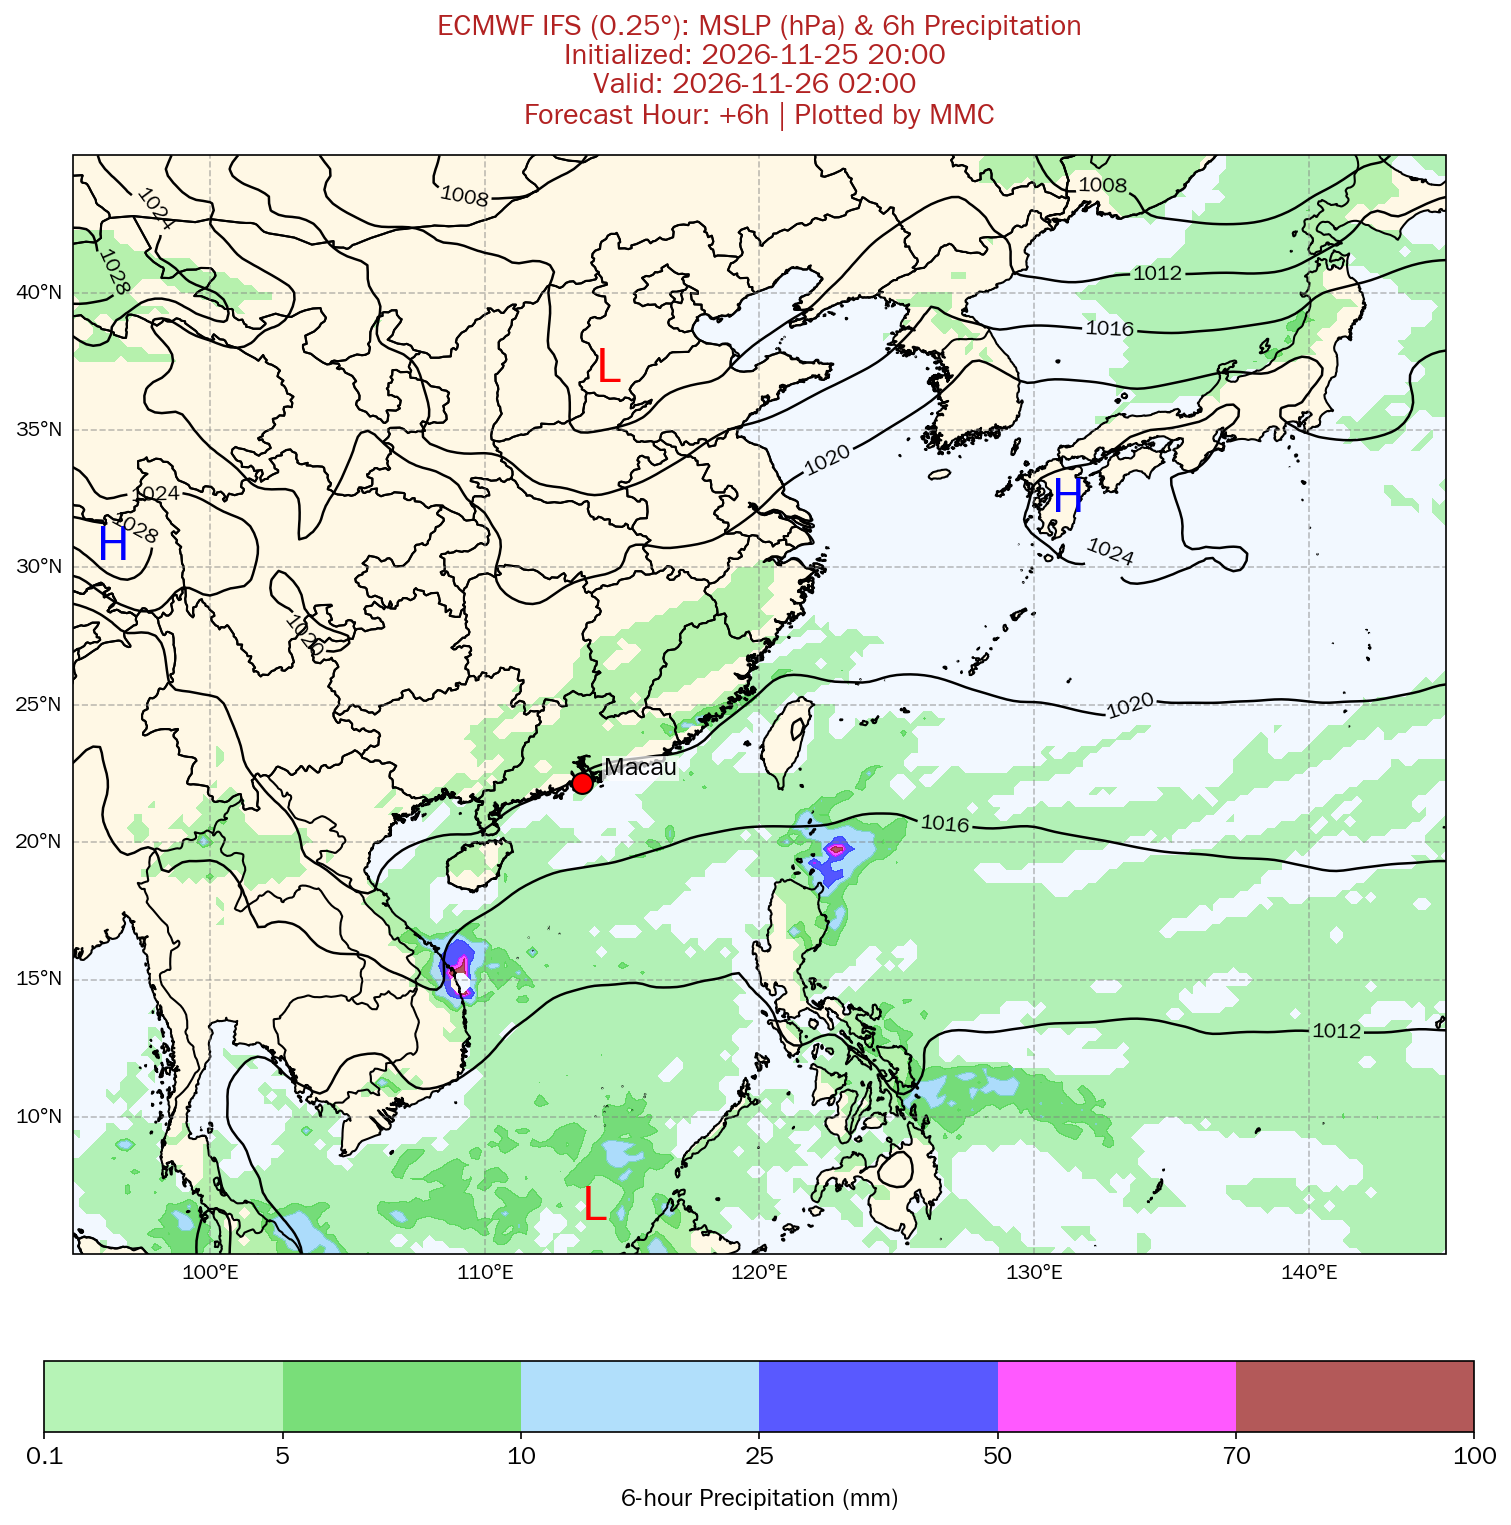 ECMWF IFS (0.25°): MSLP (hPa) & 6h Precipitation
Initialized: 2026-11-25 20:00
Valid: 2026-11-26 02:00
Forecast Hour: +6h | Plotted by MMC
1024
1008
1008
1028
1012
40°N
1016
L
35°N
1020
1024
H
1028
H
1024
30°N
1020
25°N
1020
Macau
1016
20°N
15°N
1012
10°N
L
100°E
110°E
120°E
130°E
140°E
0.1
5
10
25
50
70
100
6-hour Precipitation (mm)